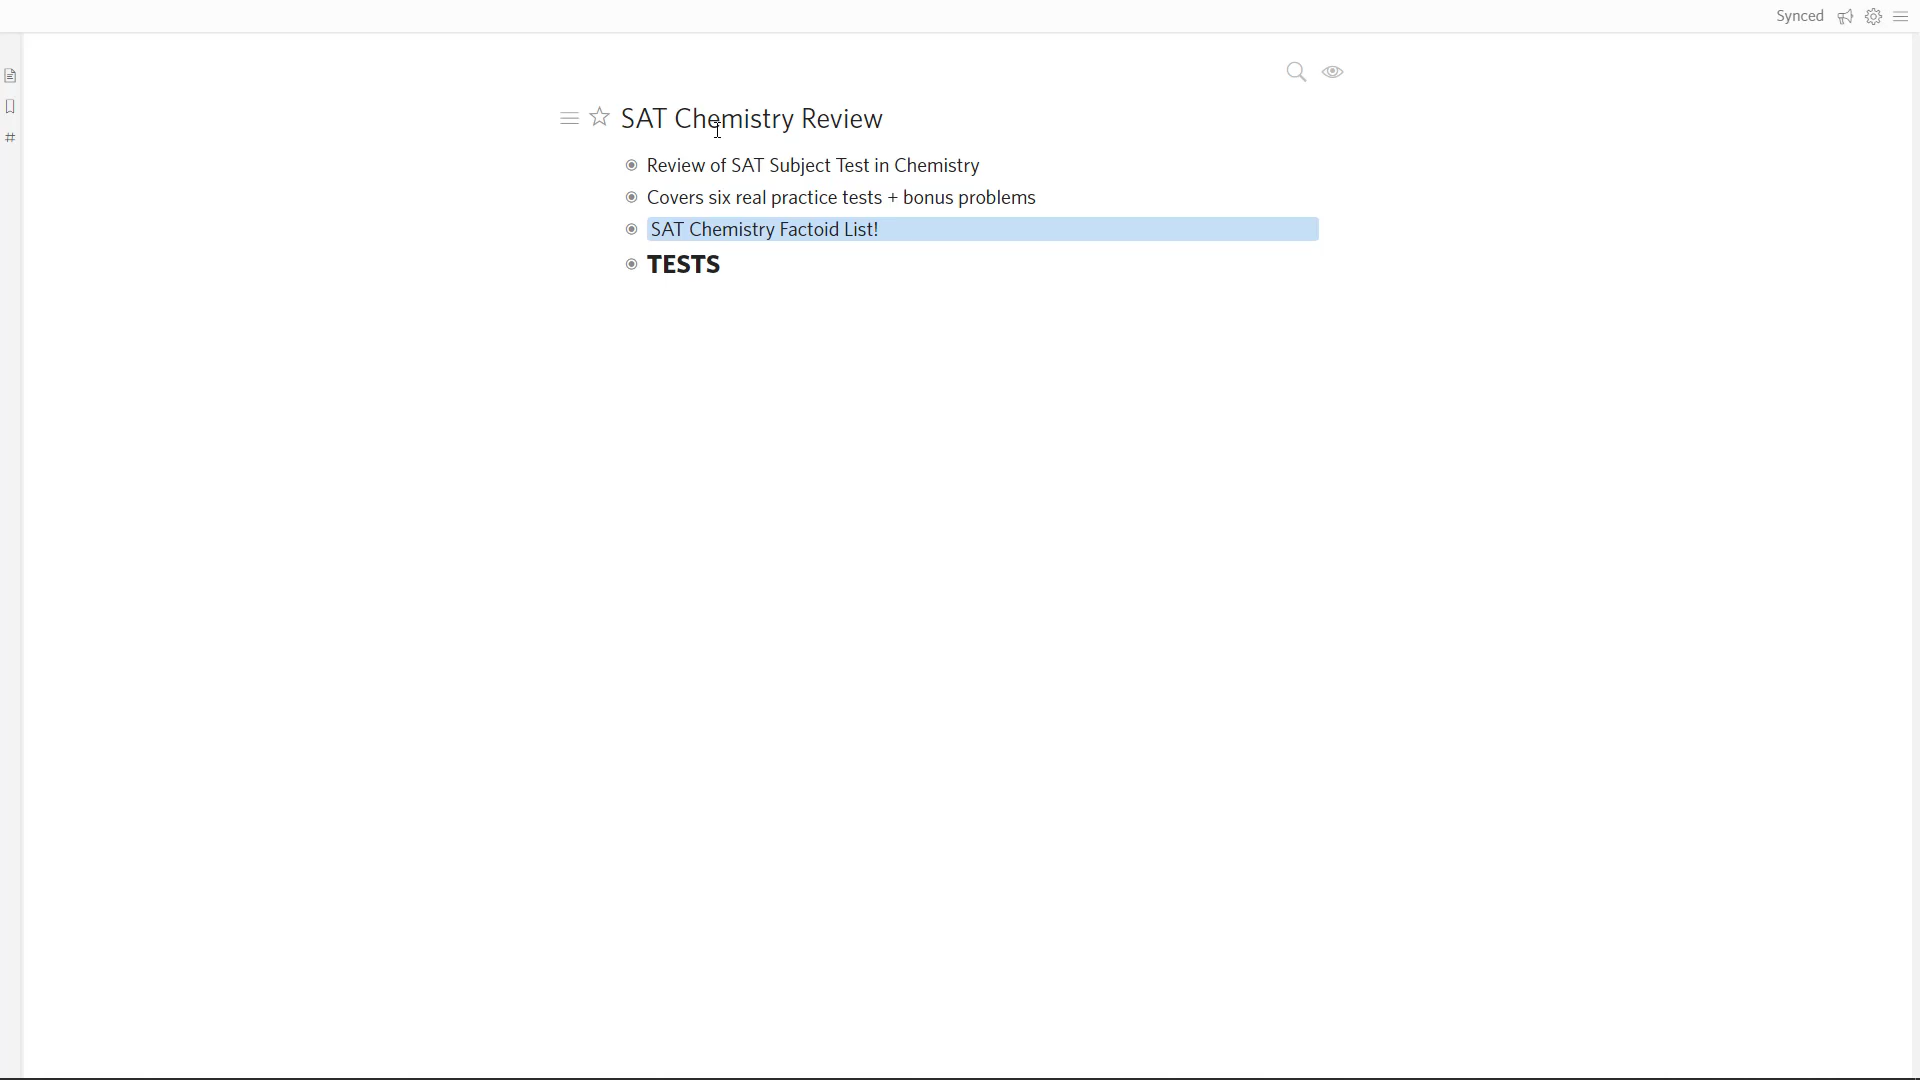 Synced
SAT Chemistry Review
Review of SAT Subject Test in Chemistry
Covers six real practice tests + bonus problems
SAT Chemistry Factoid List!
TESTS